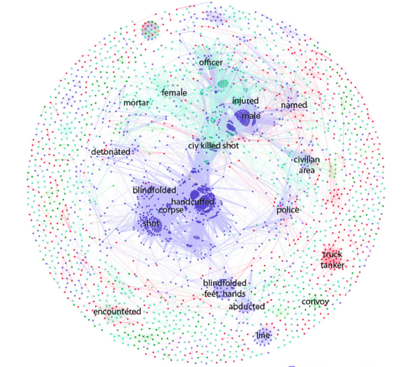 officer
female
mortar
injured
male
named
civ killed shot
detonated
civilian
area
blindfolded
handcuffed
corpse
shot
police
truck
tanker
blindfolded
feet, hands
abducted
convoy
encountered